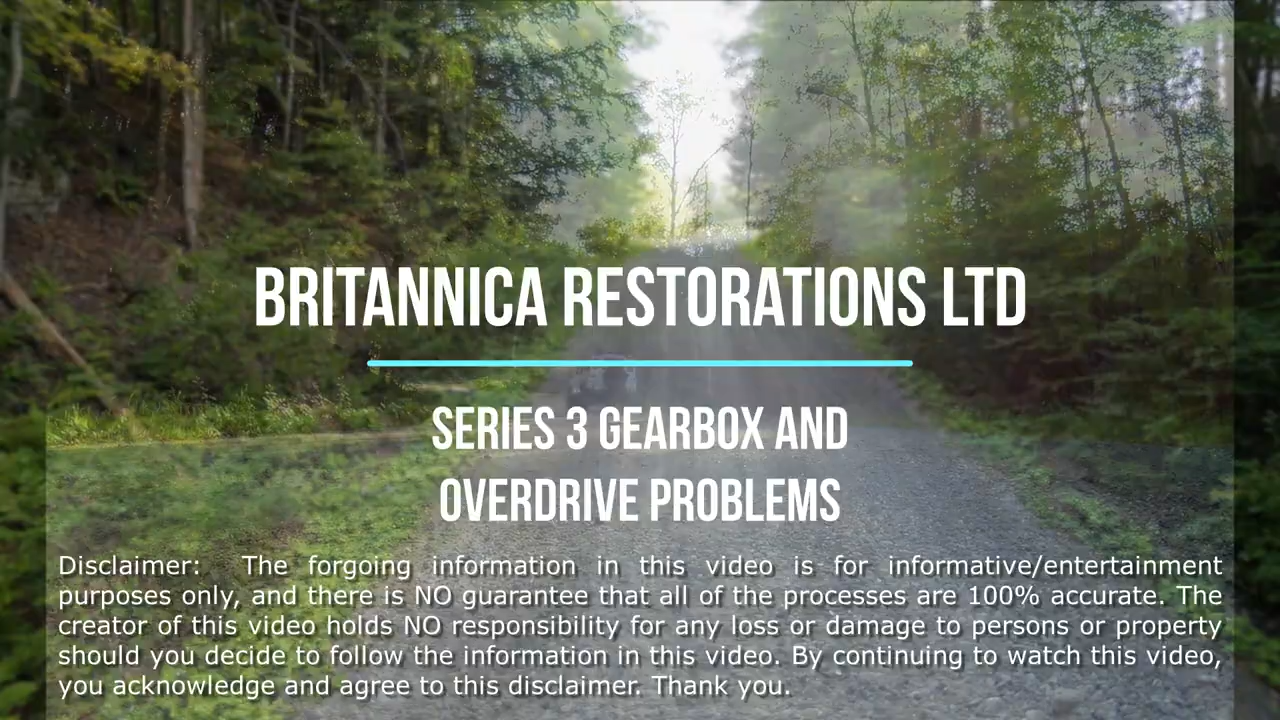 BRITANNICA RESTORATIONS LTD
SERIES 3 GEARBOX AND
OVERDRIVE PROBLEMS
Disclaimer: The forgoing information in this video is for informative/entertainment
purposes only, and there is NO guarantee that all of the processes are 100% accurate. The
creator of this video holds NO responsibility for any loss or damage to persons or property
should you decide to follow the information in this video. By continuing to watch this video,
you acknowledge and agree to this disclaimer. Thank you.